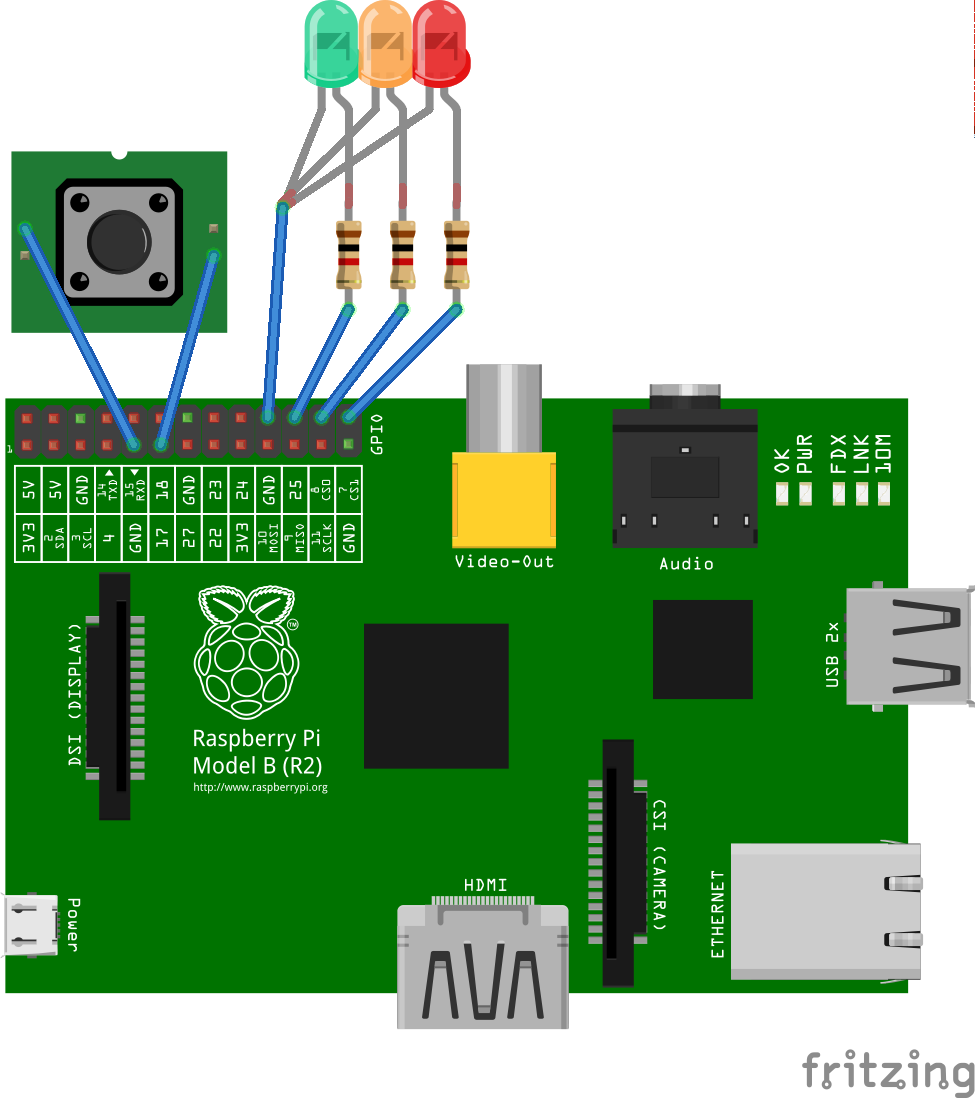 1
GPIO
5V 5V GND 14 TXD 15 RXD 18 GND 23 24 GND 25 8 CS0 7 CS1
3V3 2 SDA 3 SCL 4 GND 17 27 22 3V3 10 MOSI 9 MISO 11 SCLK GND
Video-Out
Audio
OK PWR FDX LNK 10M
USB 2x
DSI (DISPLAY)
TM
Raspberry Pi
Model B (R2)
http://www.raspberrypi.org
CSI (CAMERA)
ETHERNET
HDMI
Power
fritzing